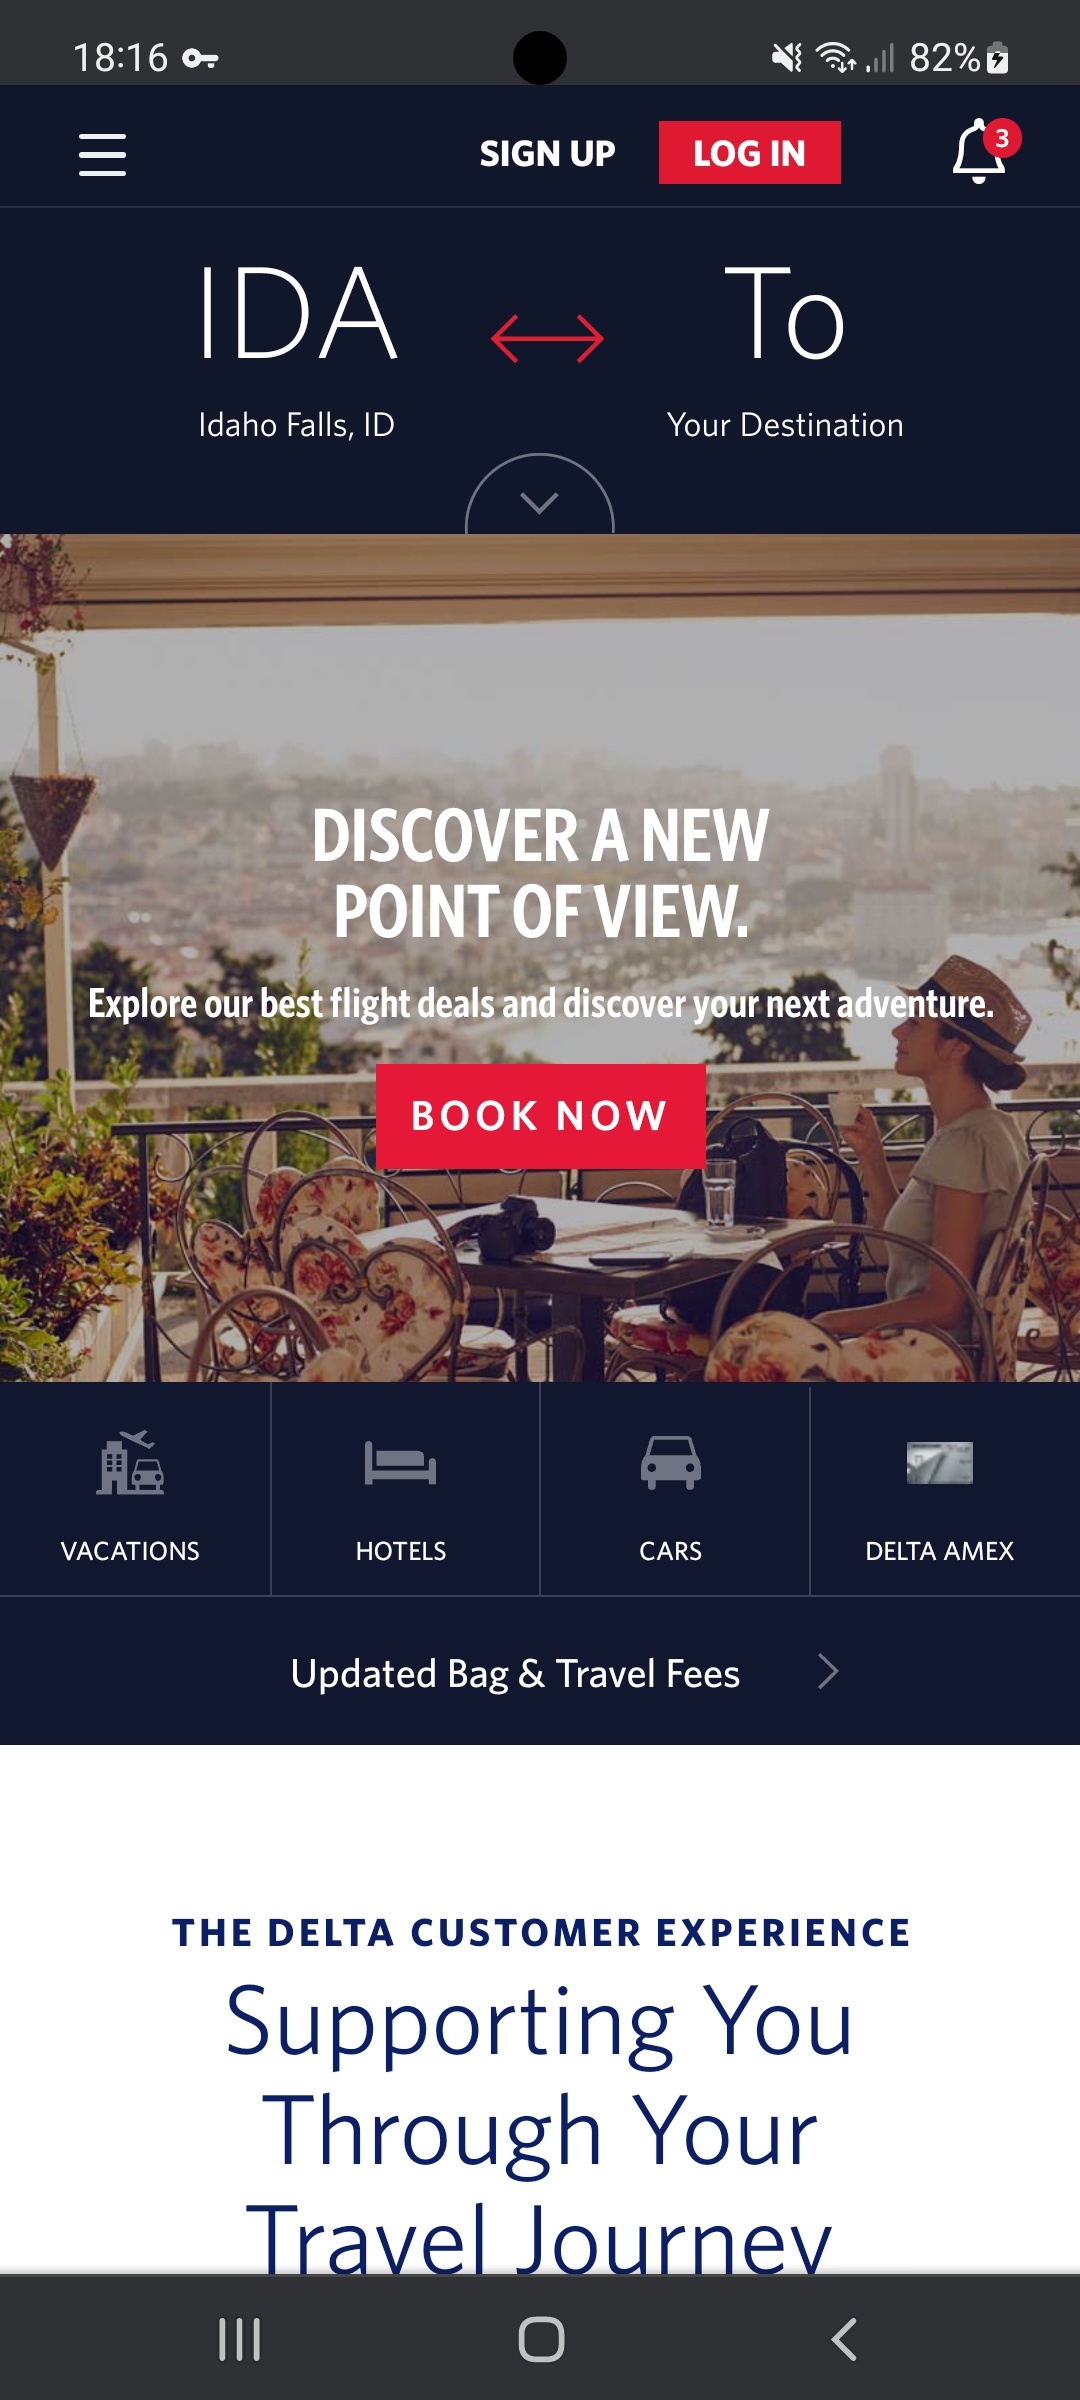 18:16
82%
SIGN UP
LOG IN
3
IDA
To
Idaho Falls, ID
Your Destination
DISCOVER A NEW
POINT OF VIEW.
Explore our best flight deals and discover your next adventure.
BOOK NOW
VACATIONS
HOTELS
CARS
DELTA AMEX
Updated Bag & Travel Fees
THE DELTA CUSTOMER EXPERIENCE
Supporting You
Through Your
Travel Journey